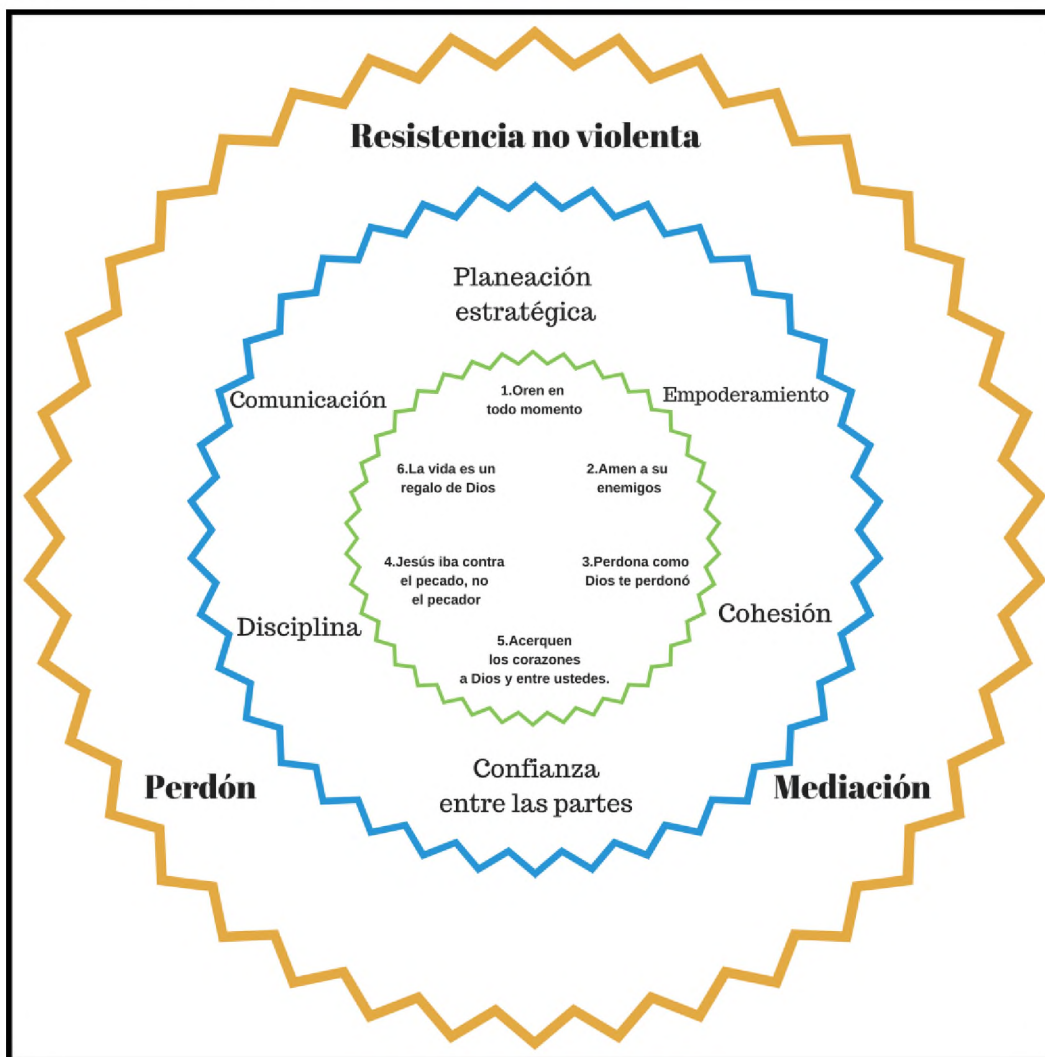 Resistencia no violenta
Planeación
estratégica
Comunicación
Empoderamiento
1.Oren en
todo momento
6.La vida es un
regalo de Dios
2.Amen a su
enemigos
4.Jesús iba contra
el pecado, no
el pecador
3.Perdona como
Dios te perdonó
Disciplina
Cohesión
5.Acerquen
los corazones
a Dios y entre ustedes.
Confianza
entre las partes
Perdón
Mediación